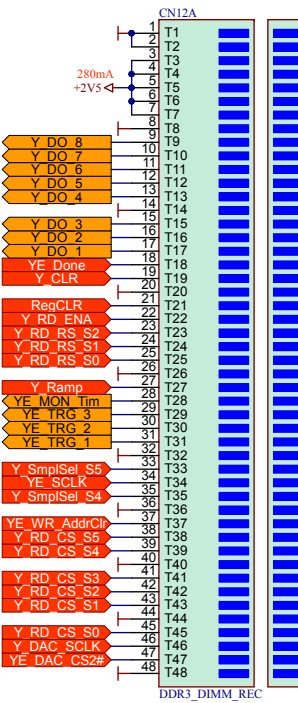 CN12A
1 T1
2 T2
3 T3
280mA 4 T4
+2V5 5 T5
6 T6
7 T7
8 T8
Y_DO_8 9 T9
Y_DO_7 10 T10
Y_DO_6 11 T11
Y_DO_5 12 T12
Y_DO_4 13 T13
14 T14
Y_DO_3 15 T15
Y_DO_2 16 T16
Y_DO_1 17 T17
YE_Done 18 T18
Y_CLR 19 T19
20 T20
RegCLR 21 T21
Y_RD_ENA 22 T22
Y_RD_RS_S2 23 T23
Y_RD_RS_S1 24 T24
Y_RD_RS_S0 25 T25
26 T26
Y_Ramp 27 T27
YE_MON_Tim 28 T28
YE_TRG_3 29 T29
YE_TRG_2 30 T30
YE_TRG_1 31 T31
32 T32
Y_SmplSel_S5 33 T33
YE_SCLK 34 T34
Y_SmplSel_S4 35 T35
36 T36
YE_WR_AddrClr 37 T37
Y_RD_CS_S5 38 T38
Y_RD_CS_S4 39 T39
40 T40
Y_RD_CS_S3 41 T41
Y_RD_CS_S2 42 T42
Y_RD_CS_S1 43 T43
44 T44
Y_RD_CS_S0 45 T45
Y_DAC_SCLK 46 T46
YE_DAC_CS2# 47 T47
48 T48
DDR3_DIMM_REC